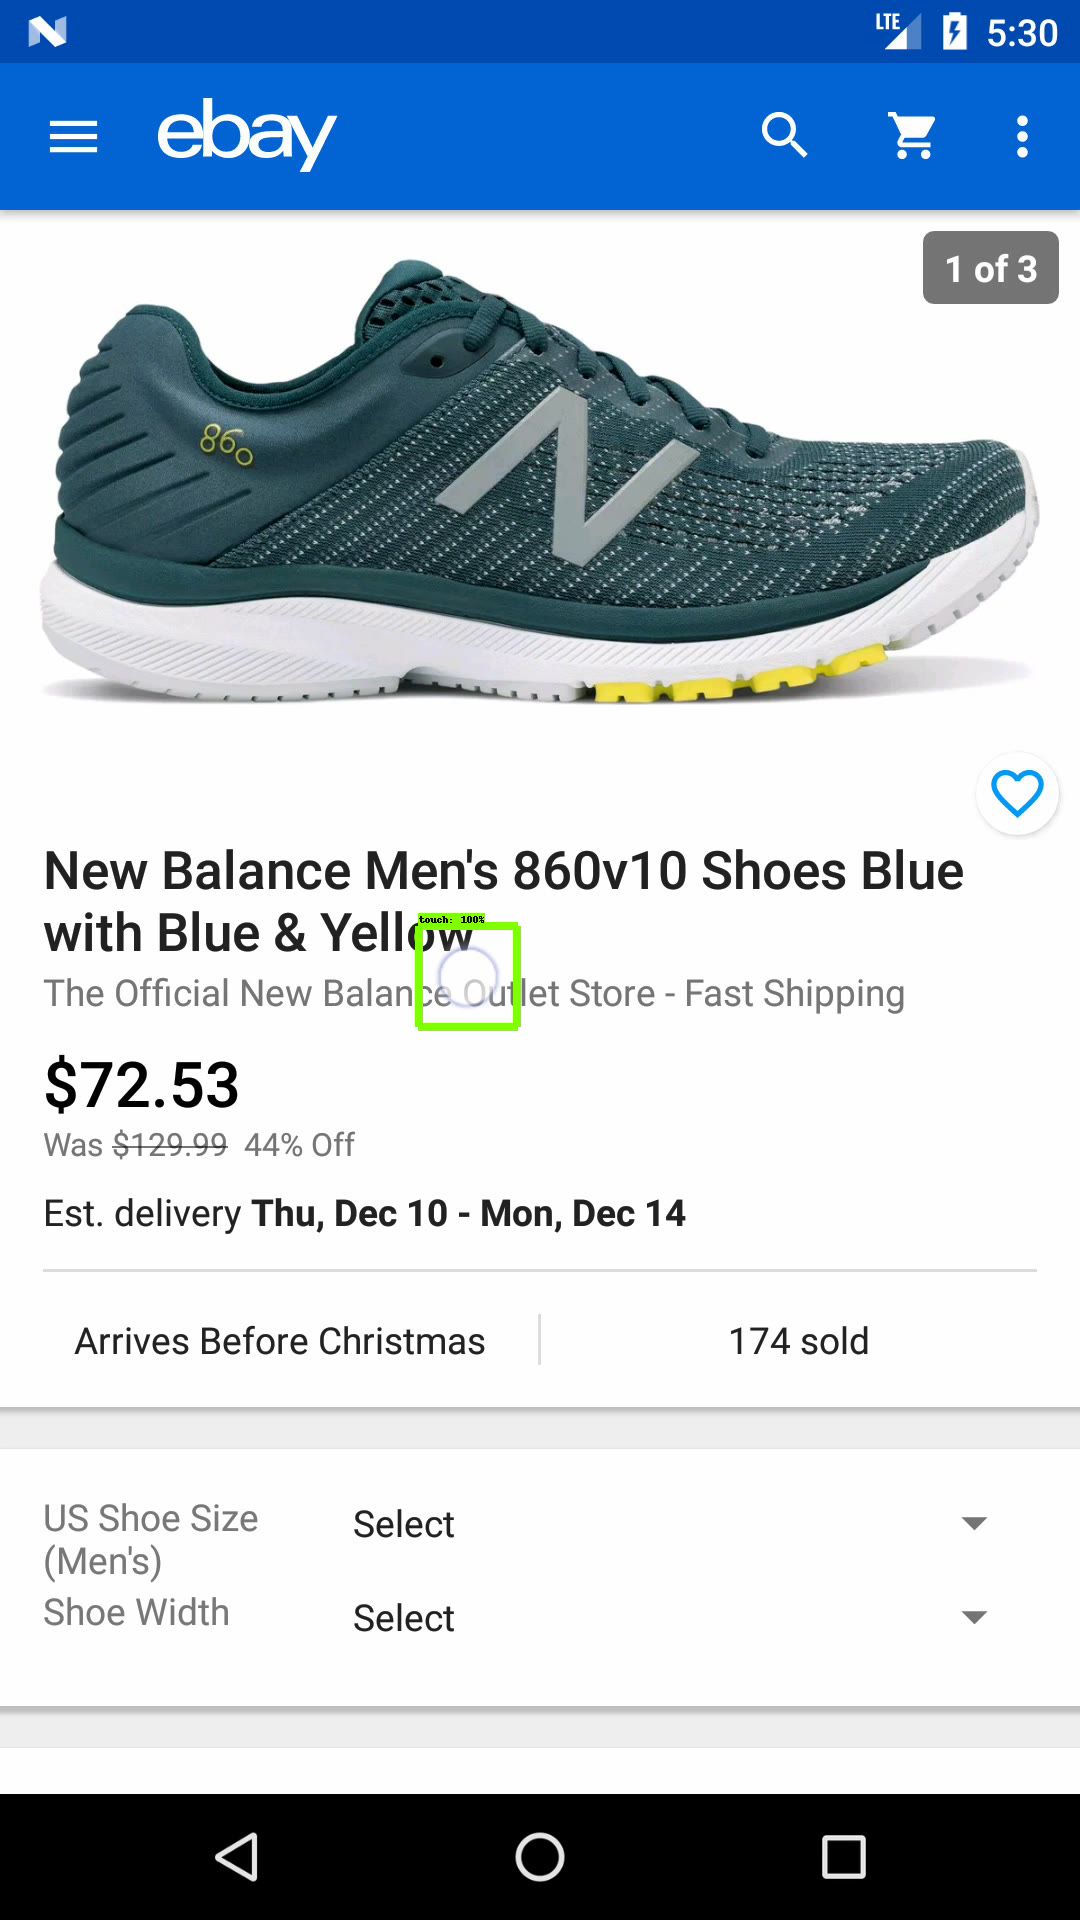 LTE 5:30
ebay
1 of 3
860
N
New Balance Men's 860v10 Shoes Blue
with Blue & Yellow
touch: 100%
The Official New Balance Outlet Store - Fast Shipping
$72.53
Was $129.99 44% Off
Est. delivery Thu, Dec 10 - Mon, Dec 14
Arrives Before Christmas
174 sold
US Shoe Size
(Men's)
Select
Shoe Width
Select